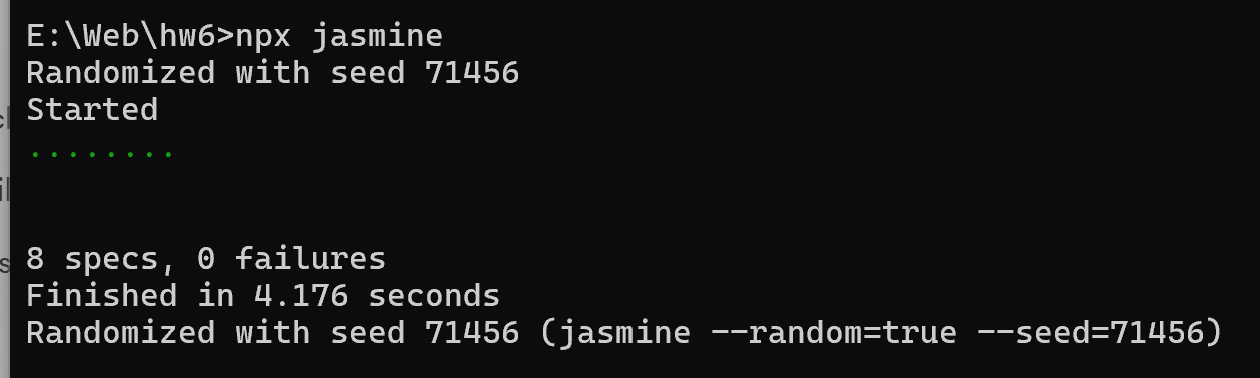 E:\Web\hw6>npx jasmine
Randomized with seed 71456
Started
........
8 specs, 0 failures
Finished in 4.176 seconds
Randomized with seed 71456 (jasmine --random=true --seed=71456)